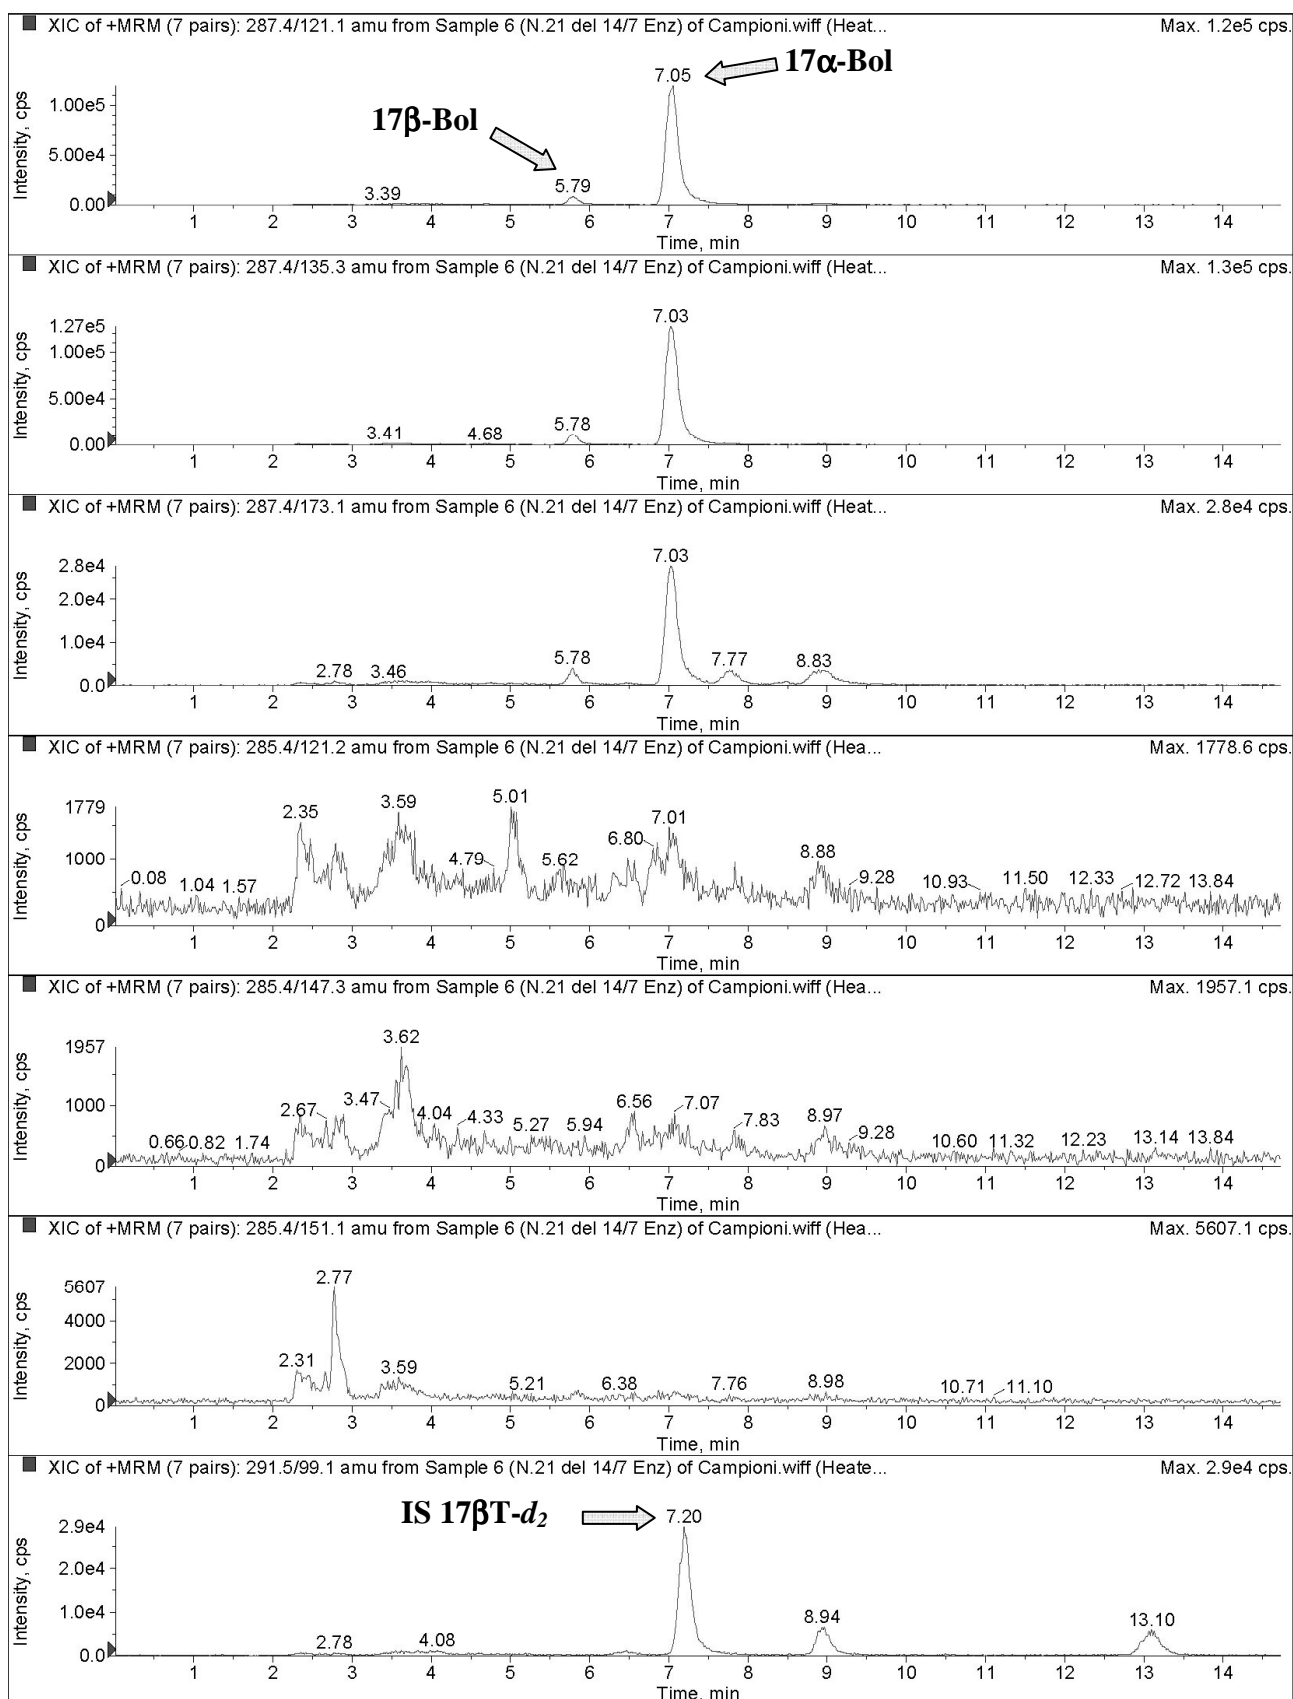 XIC of +MRM (7 pairs): 287.4/121.1 amu from Sample 6 (N.21 del 14/7 Enz) of Campioni.wiff (Heat... Max. 1.2e5 cps.
17α-Bol
7.05
17β-Bol
1.00e5
5.79
5.00e4
3.39
0.00
Intensity, cps
1 2 3 4 5 6 7 8 9 10 11 12 13 14
Time, min
XIC of +MRM (7 pairs): 287.4/135.3 amu from Sample 6 (N.21 del 14/7 Enz) of Campioni.wiff (Heat... Max. 1.3e5 cps.
7.03
1.27e5
1.00e5
5.00e4
3.41 4.68 5.78
0.00
Intensity, cps
1 2 3 4 5 6 7 8 9 10 11 12 13 14
Time, min
XIC of +MRM (7 pairs): 287.4/173.1 amu from Sample 6 (N.21 del 14/7 Enz) of Campioni.wiff (Heat... Max. 2.8e4 cps.
7.03
2.8e4
2.0e4
1.0e4
2.78 3.46 5.78 7.77 8.83
0.0
Intensity, cps
1 2 3 4 5 6 7 8 9 10 11 12 13 14
Time, min
XIC of +MRM (7 pairs): 285.4/121.2 amu from Sample 6 (N.21 del 14/7 Enz) of Campioni.wiff (Hea... Max. 1778.6 cps.
1779
2.35 3.59 5.01 7.01
6.80
1000
4.79 5.62 8.88
0.08 1.04 1.57 9.28 10.93 11.50 12.33 12.72 13.84
0
Intensity, cps
1 2 3 4 5 6 7 8 9 10 11 12 13 14
Time, min
XIC of +MRM (7 pairs): 285.4/147.3 amu from Sample 6 (N.21 del 14/7 Enz) of Campioni.wiff (Hea... Max. 1957.1 cps.
3.62
1957
1000
2.67 3.47 4.04 4.33 5.27 5.94 6.56 7.07 7.83 8.97
0.66 0.82 1.74 9.28 10.60 11.32 12.23 13.14 13.84
0
Intensity, cps
1 2 3 4 5 6 7 8 9 10 11 12 13 14
Time, min
XIC of +MRM (7 pairs): 285.4/151.1 amu from Sample 6 (N.21 del 14/7 Enz) of Campioni.wiff (Hea... Max. 5607.1 cps.
2.77
5607
4000
2000
2.31 3.59 5.21 6.38 7.76 8.98 10.71 11.10
0
Intensity, cps
1 2 3 4 5 6 7 8 9 10 11 12 13 14
Time, min
XIC of +MRM (7 pairs): 291.5/99.1 amu from Sample 6 (N.21 del 14/7 Enz) of Campioni.wiff (Heate... Max. 2.9e4 cps.
IS 17βT-d2
7.20
2.9e4
2.0e4
1.0e4
2.78 4.08 8.94 13.10
0.0
Intensity, cps
1 2 3 4 5 6 7 8 9 10 11 12 13 14
Time, min